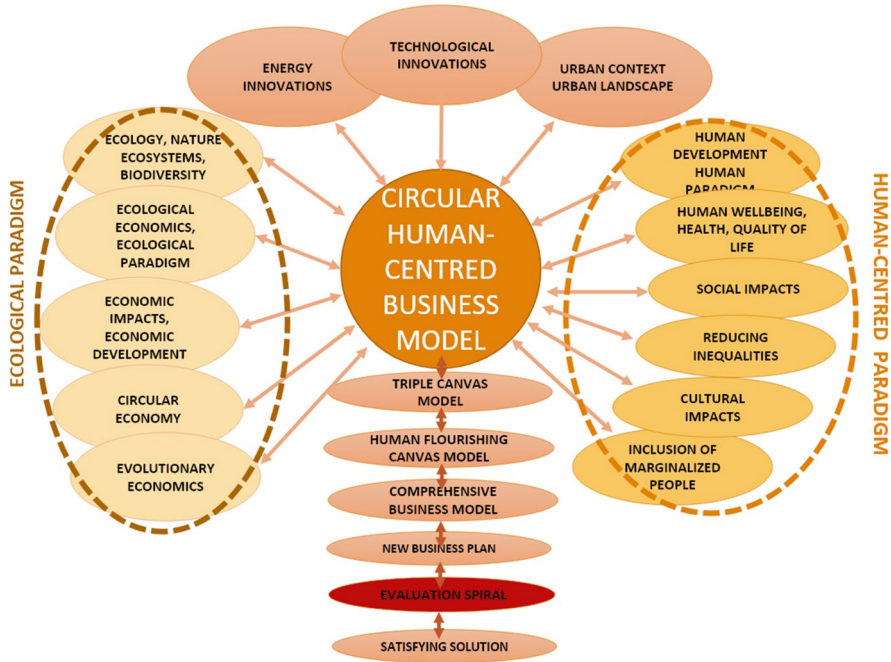 TECHNOLOGICAL
INNOVATIONS
ENERGY
INNOVATIONS
URBAN CONTEXT
URBAN LANDSCAPE
ECOLOGICAL PARADIGM
ECOLOGY, NATURE
ECOSYSTEMS,
BIODIVERSITY
ECOLOGICAL
ECONOMICS,
ECOLOGICAL
PARADIGM
ECONOMIC
IMPACTS,
ECONOMIC
DEVELOPMENT
CIRCULAR
ECONOMY
EVOLUTIONARY
ECONOMICS
CIRCULAR
HUMAN-
CENTRED
BUSINESS
MODEL
TRIPLE CANVAS
MODEL
HUMAN FLOURISHING
CANVAS MODEL
COMPREHENSIVE
BUSINESS MODEL
NEW BUSINESS PLAN
EVALUATION SPIRAL
SATISFYING SOLUTION
HUMAN
DEVELOPMENT
HUMAN
PARADIGM
HUMAN WELLBEING,
HEALTH, QUALITY OF
LIFE
SOCIAL IMPACTS
REDUCING
INEQUALITIES
CULTURAL
IMPACTS
INCLUSION OF
MARGINALIZED
PEOPLE
HUMAN-CENTRED PARADIGM